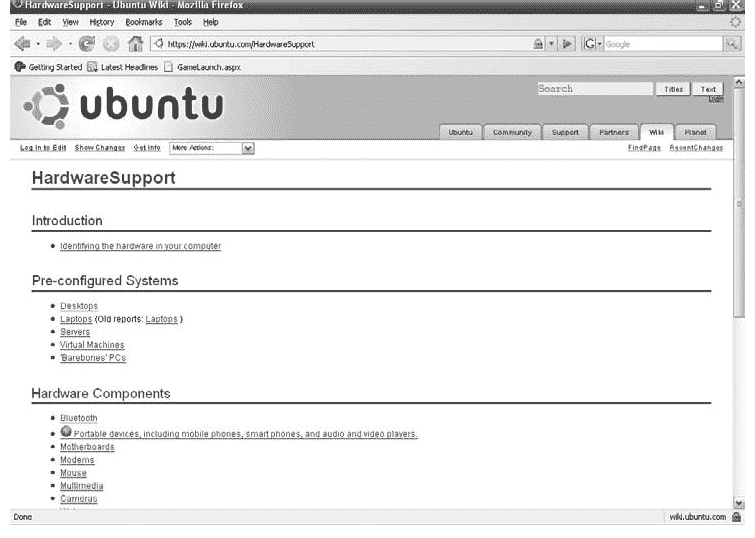 HardwareSupport - Ubuntu Wiki - Mozilla Firefox
File Edit View History Bookmarks Tools Help
https://wiki.ubuntu.com/HardwareSupport
G Google
Getting Started Latest Headlines GameLaunch.aspx
ubuntu
Search Titles Text
Login
Ubuntu Community Support Partners Wiki Planet
Log in to Edit Show Changes Get Info More Actions: FindPage RecentChanges
HardwareSupport
Introduction
Identifying the hardware in your computer
Pre-configured Systems
Desktops
Laptops (Old reports: Laptops )
Servers
Virtual Machines
'Barebones' PCs
Hardware Components
Bluetooth
Portable devices, including mobile phones, smart phones, and audio and video players.
Motherboards
Modems
Mouse
Multimedia
Cameras
Done wiki.ubuntu.com